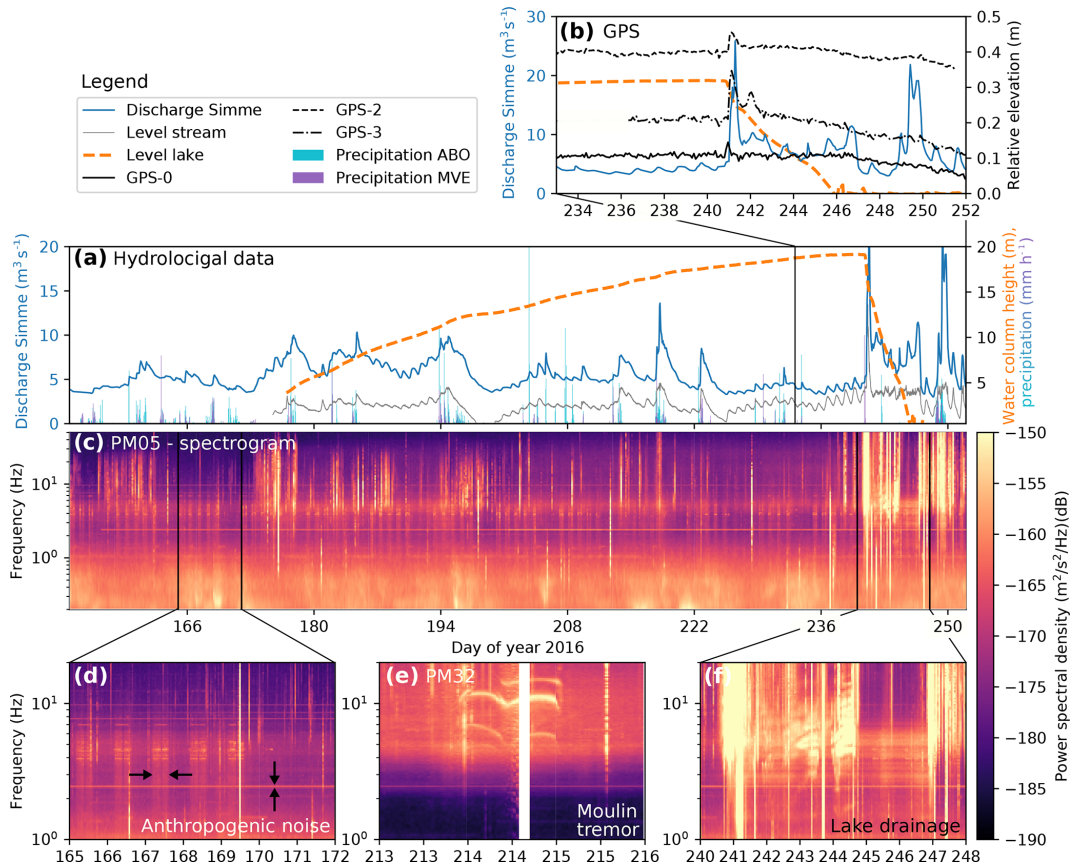 (b) GPS
Discharge Simme (m³ s⁻¹)
30
20
10
0
0.5
0.4
0.3
0.2
0.1
0.0
Relative elevation (m)
234 236 238 240 242 244 246 248 250 252
Legend
Discharge Simme
Level stream
Level lake
GPS-0
GPS-2
GPS-3
Precipitation ABO
Precipitation MVE
(a) Hydrolocigal data
Discharge Simme (m³ s⁻¹)
20
15
10
5
0
20
15
10
5
Water column height (m),
precipitation (mm h⁻¹)
(c) PM05 - spectrogram
Frequency (Hz)
10¹
10⁰
166 180 194 208 222 236 250
Day of year 2016
−150
−155
−160
−165
−170
−175
−180
−185
−190
Power spectral density (m²/s²/Hz)(dB)
(d)
Frequency (Hz)
10¹
10⁰
Anthropogenic noise
165 166 167 168 169 170 171 172
(e) PM32
10¹
10⁰
Moulin
tremor
213 214 214 215 216
(f)
10¹
10⁰
Lake drainage
240 241 241 242 243 244 245 246 247 248